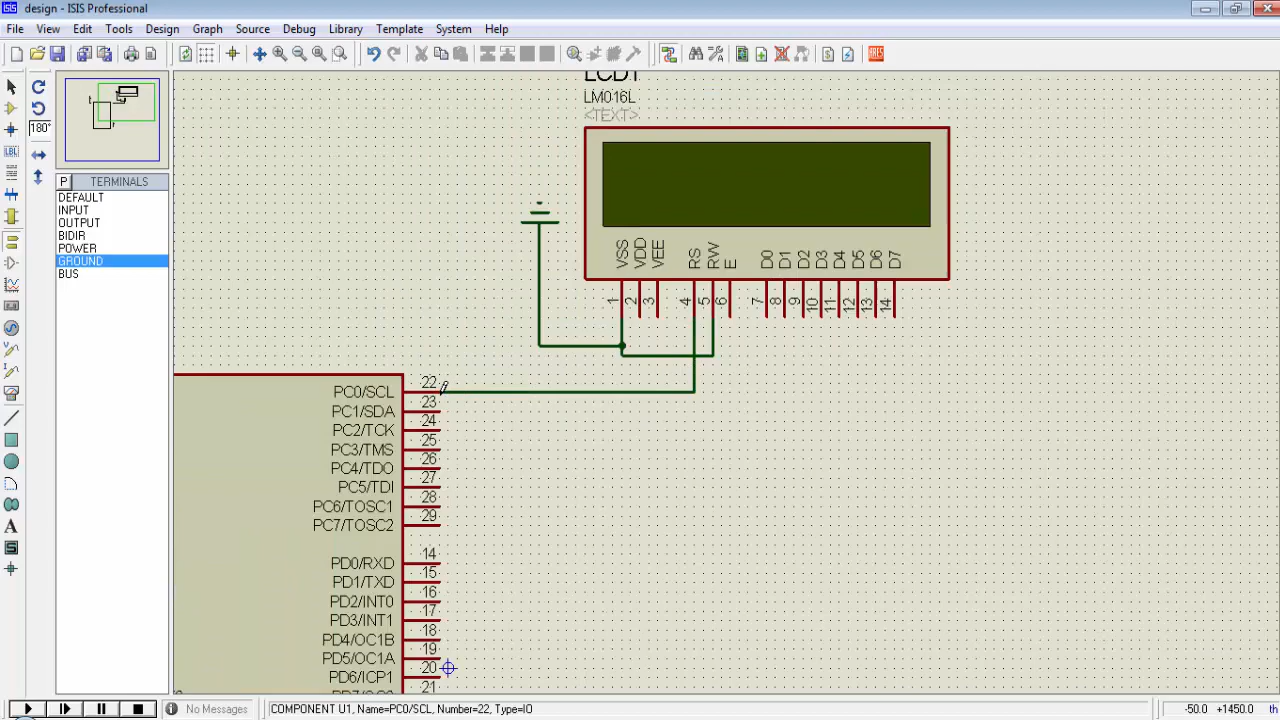 ISIS design - ISIS Professional
File View Edit Tools Design Graph Source Debug Library Template System Help
ARES
180°
LBL
P TERMINALS
DEFAULT
INPUT
OUTPUT
BIDIR
POWER
GROUND
BUS
A
S
LCD1
LM016L
<TEXT>
VSS VDD VEE RS RW E D0 D1 D2 D3 D4 D5 D6 D7
1 2 3 4 5 6 7 8 9 10 11 12 13 14
PC0/SCL 22
PC1/SDA 23
PC2/TCK 24
PC3/TMS 25
PC4/TDO 26
PC5/TDI 27
PC6/TOSC1 28
PC7/TOSC2 29
PD0/RXD 14
PD1/TXD 15
PD2/INT0 16
PD3/INT1 17
PD4/OC1B 18
PD5/OC1A 19
PD6/ICP1 20
21
No Messages COMPONENT U1, Name=PC0/SCL, Number=22, Type=IO -50.0 +1450.0 th